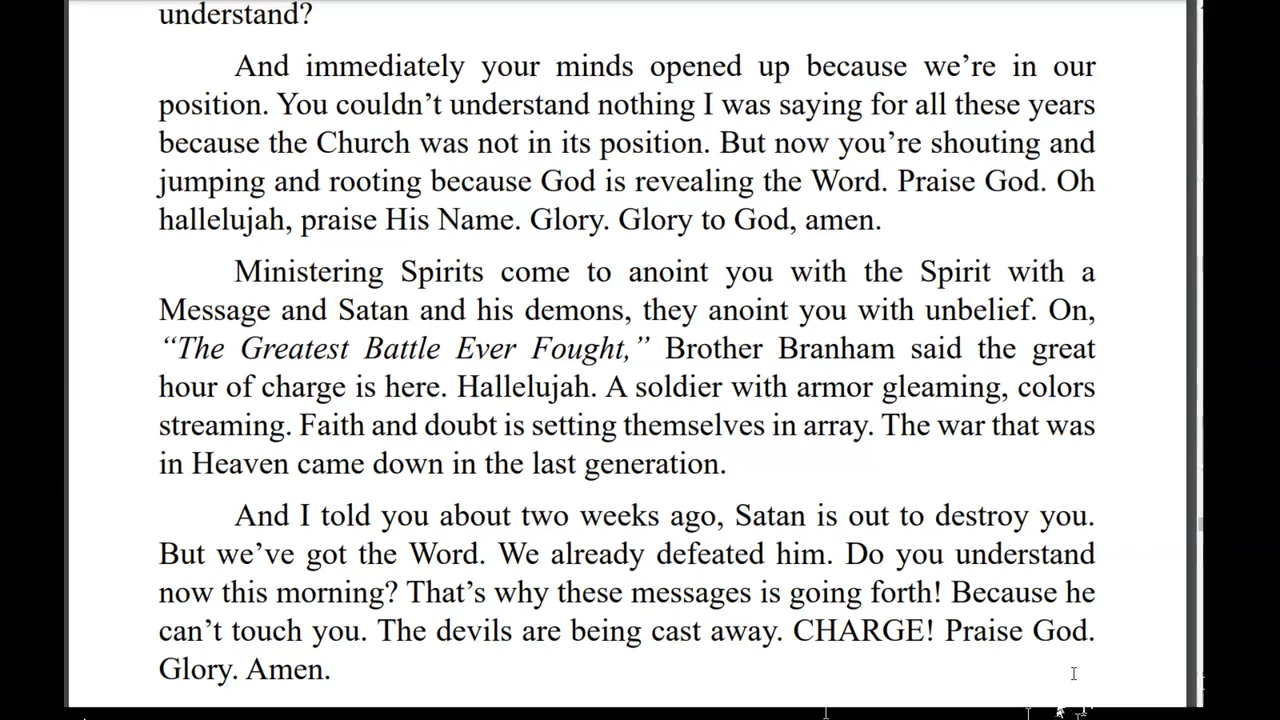 understand?
And immediately your minds opened up because we’re in our
position. You couldn’t understand nothing I was saying for all these years
because the Church was not in its position. But now you’re shouting and
jumping and rooting because God is revealing the Word. Praise God. Oh
hallelujah, praise His Name. Glory. Glory to God, amen.
Ministering Spirits come to anoint you with the Spirit with a
Message and Satan and his demons, they anoint you with unbelief. On,
“The Greatest Battle Ever Fought,” Brother Branham said the great
hour of charge is here. Hallelujah. A soldier with armor gleaming, colors
streaming. Faith and doubt is setting themselves in array. The war that was
in Heaven came down in the last generation.
And I told you about two weeks ago, Satan is out to destroy you.
But we’ve got the Word. We already defeated him. Do you understand
now this morning? That’s why these messages is going forth! Because he
can’t touch you. The devils are being cast away. CHARGE! Praise God.
Glory. Amen.